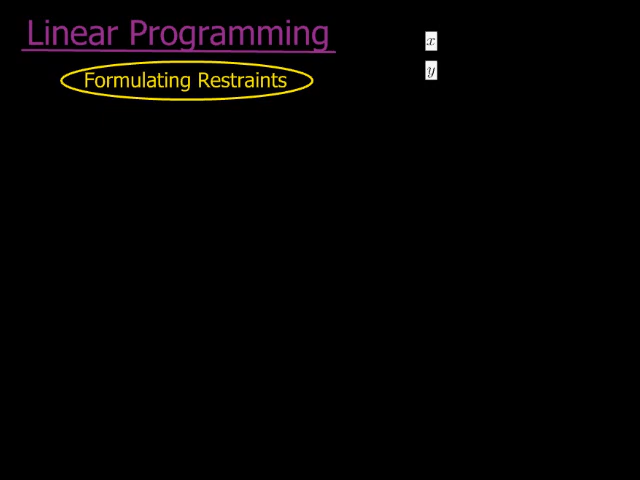 Linear Programming
Formulating Restraints
x
y